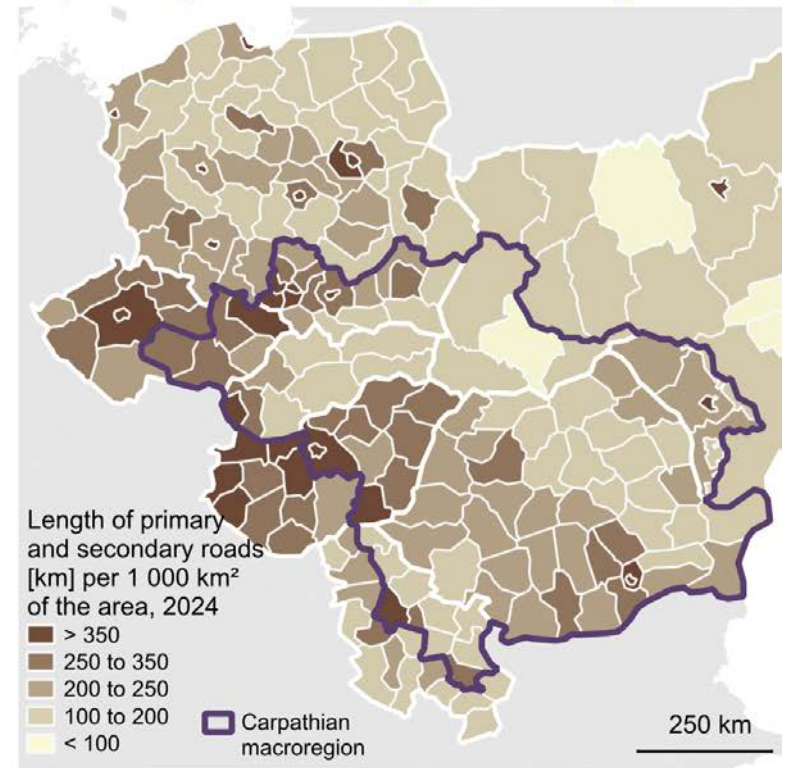 Length of primary
and secondary roads
[km] per 1 000 km²
of the area, 2024
> 350
250 to 350
200 to 250
100 to 200
< 100
Carpathian
macroregion
250 km